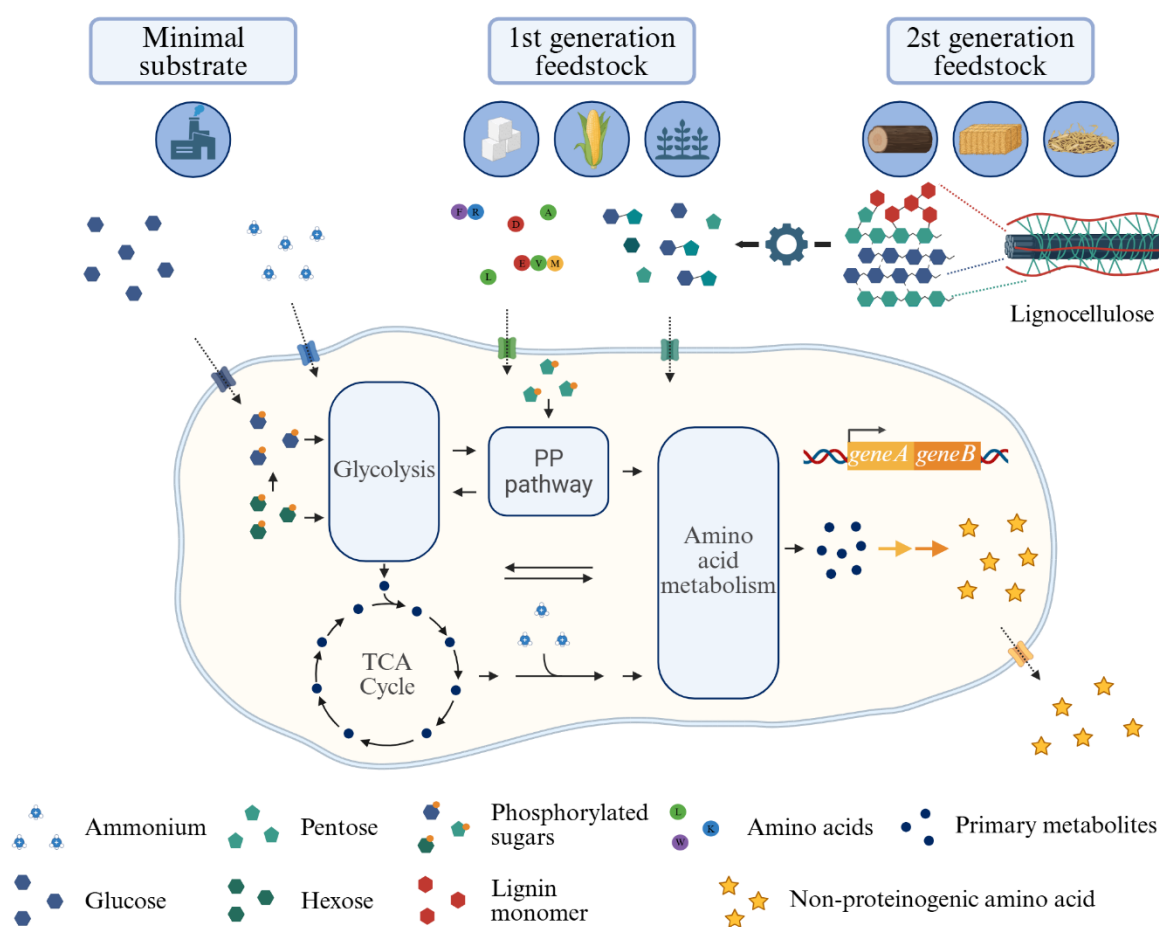 Minimal
substrate
1st generation
feedstock
2st generation
feedstock
F R
A
D
L
E V M
Lignocellulose
Glycolysis
PP
pathway
Amino
acid
metabolism
geneA geneB
TCA
Cycle
Ammonium
Pentose
Phosphorylated
sugars
L
K
W
Amino acids
Primary metabolites
Glucose
Hexose
Lignin
monomer
Non-proteinogenic amino acid